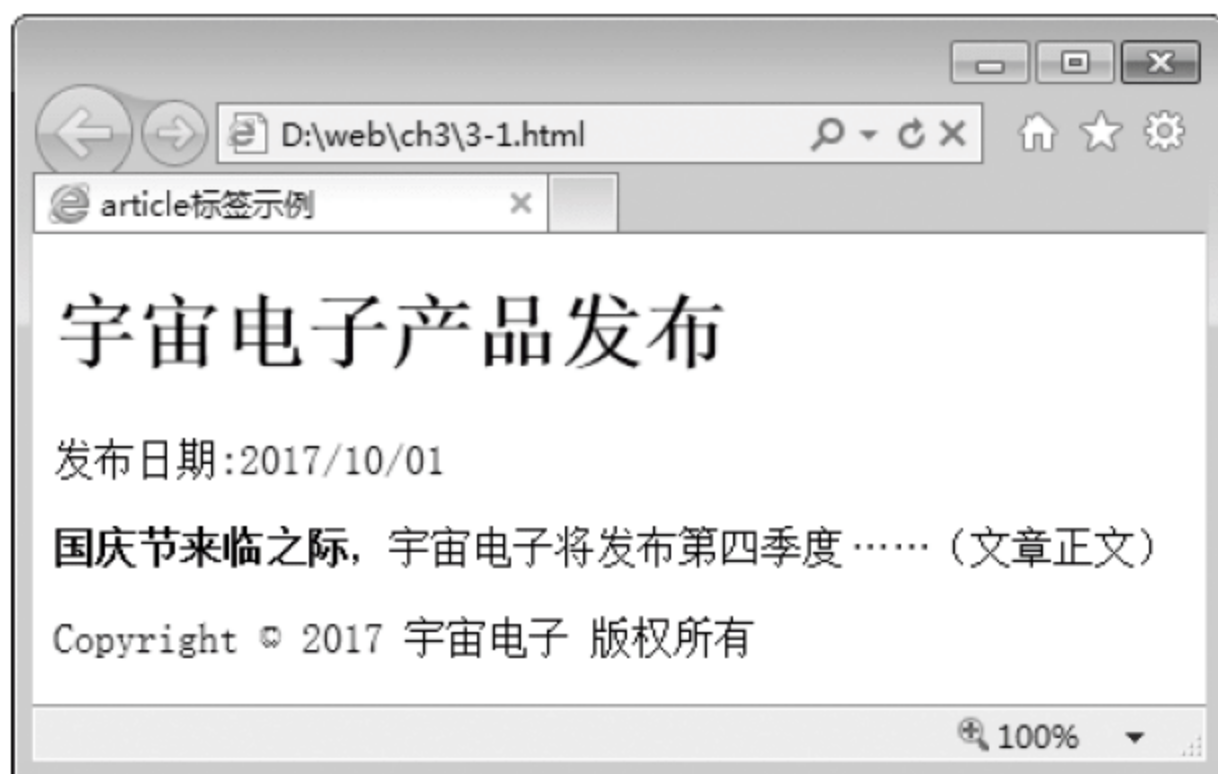 D:\web\ch3\3-1.html
article标签示例
宇宙电子产品发布
发布日期:2017/10/01
国庆节来临之际，宇宙电子将发布第四季度……（文章正文）
Copyright © 2017 宇宙电子 版权所有
100%